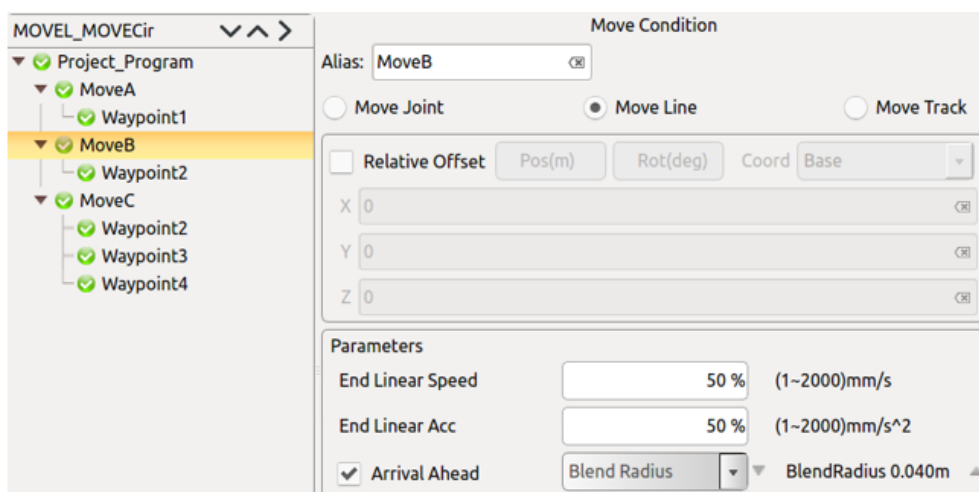 MOVEL_MOVECir
Project_Program
MoveA
Waypoint1
MoveB
Waypoint2
MoveC
Waypoint2
Waypoint3
Waypoint4
Move Condition
Alias: MoveB
Move Joint Move Line Move Track
Relative Offset Pos(m) Rot(deg) Coord Base
X 0
Y 0
Z 0
Parameters
End Linear Speed 50 % (1~2000)mm/s
End Linear Acc 50 % (1~2000)mm/s^2
Arrival Ahead Blend Radius BlendRadius 0.040m